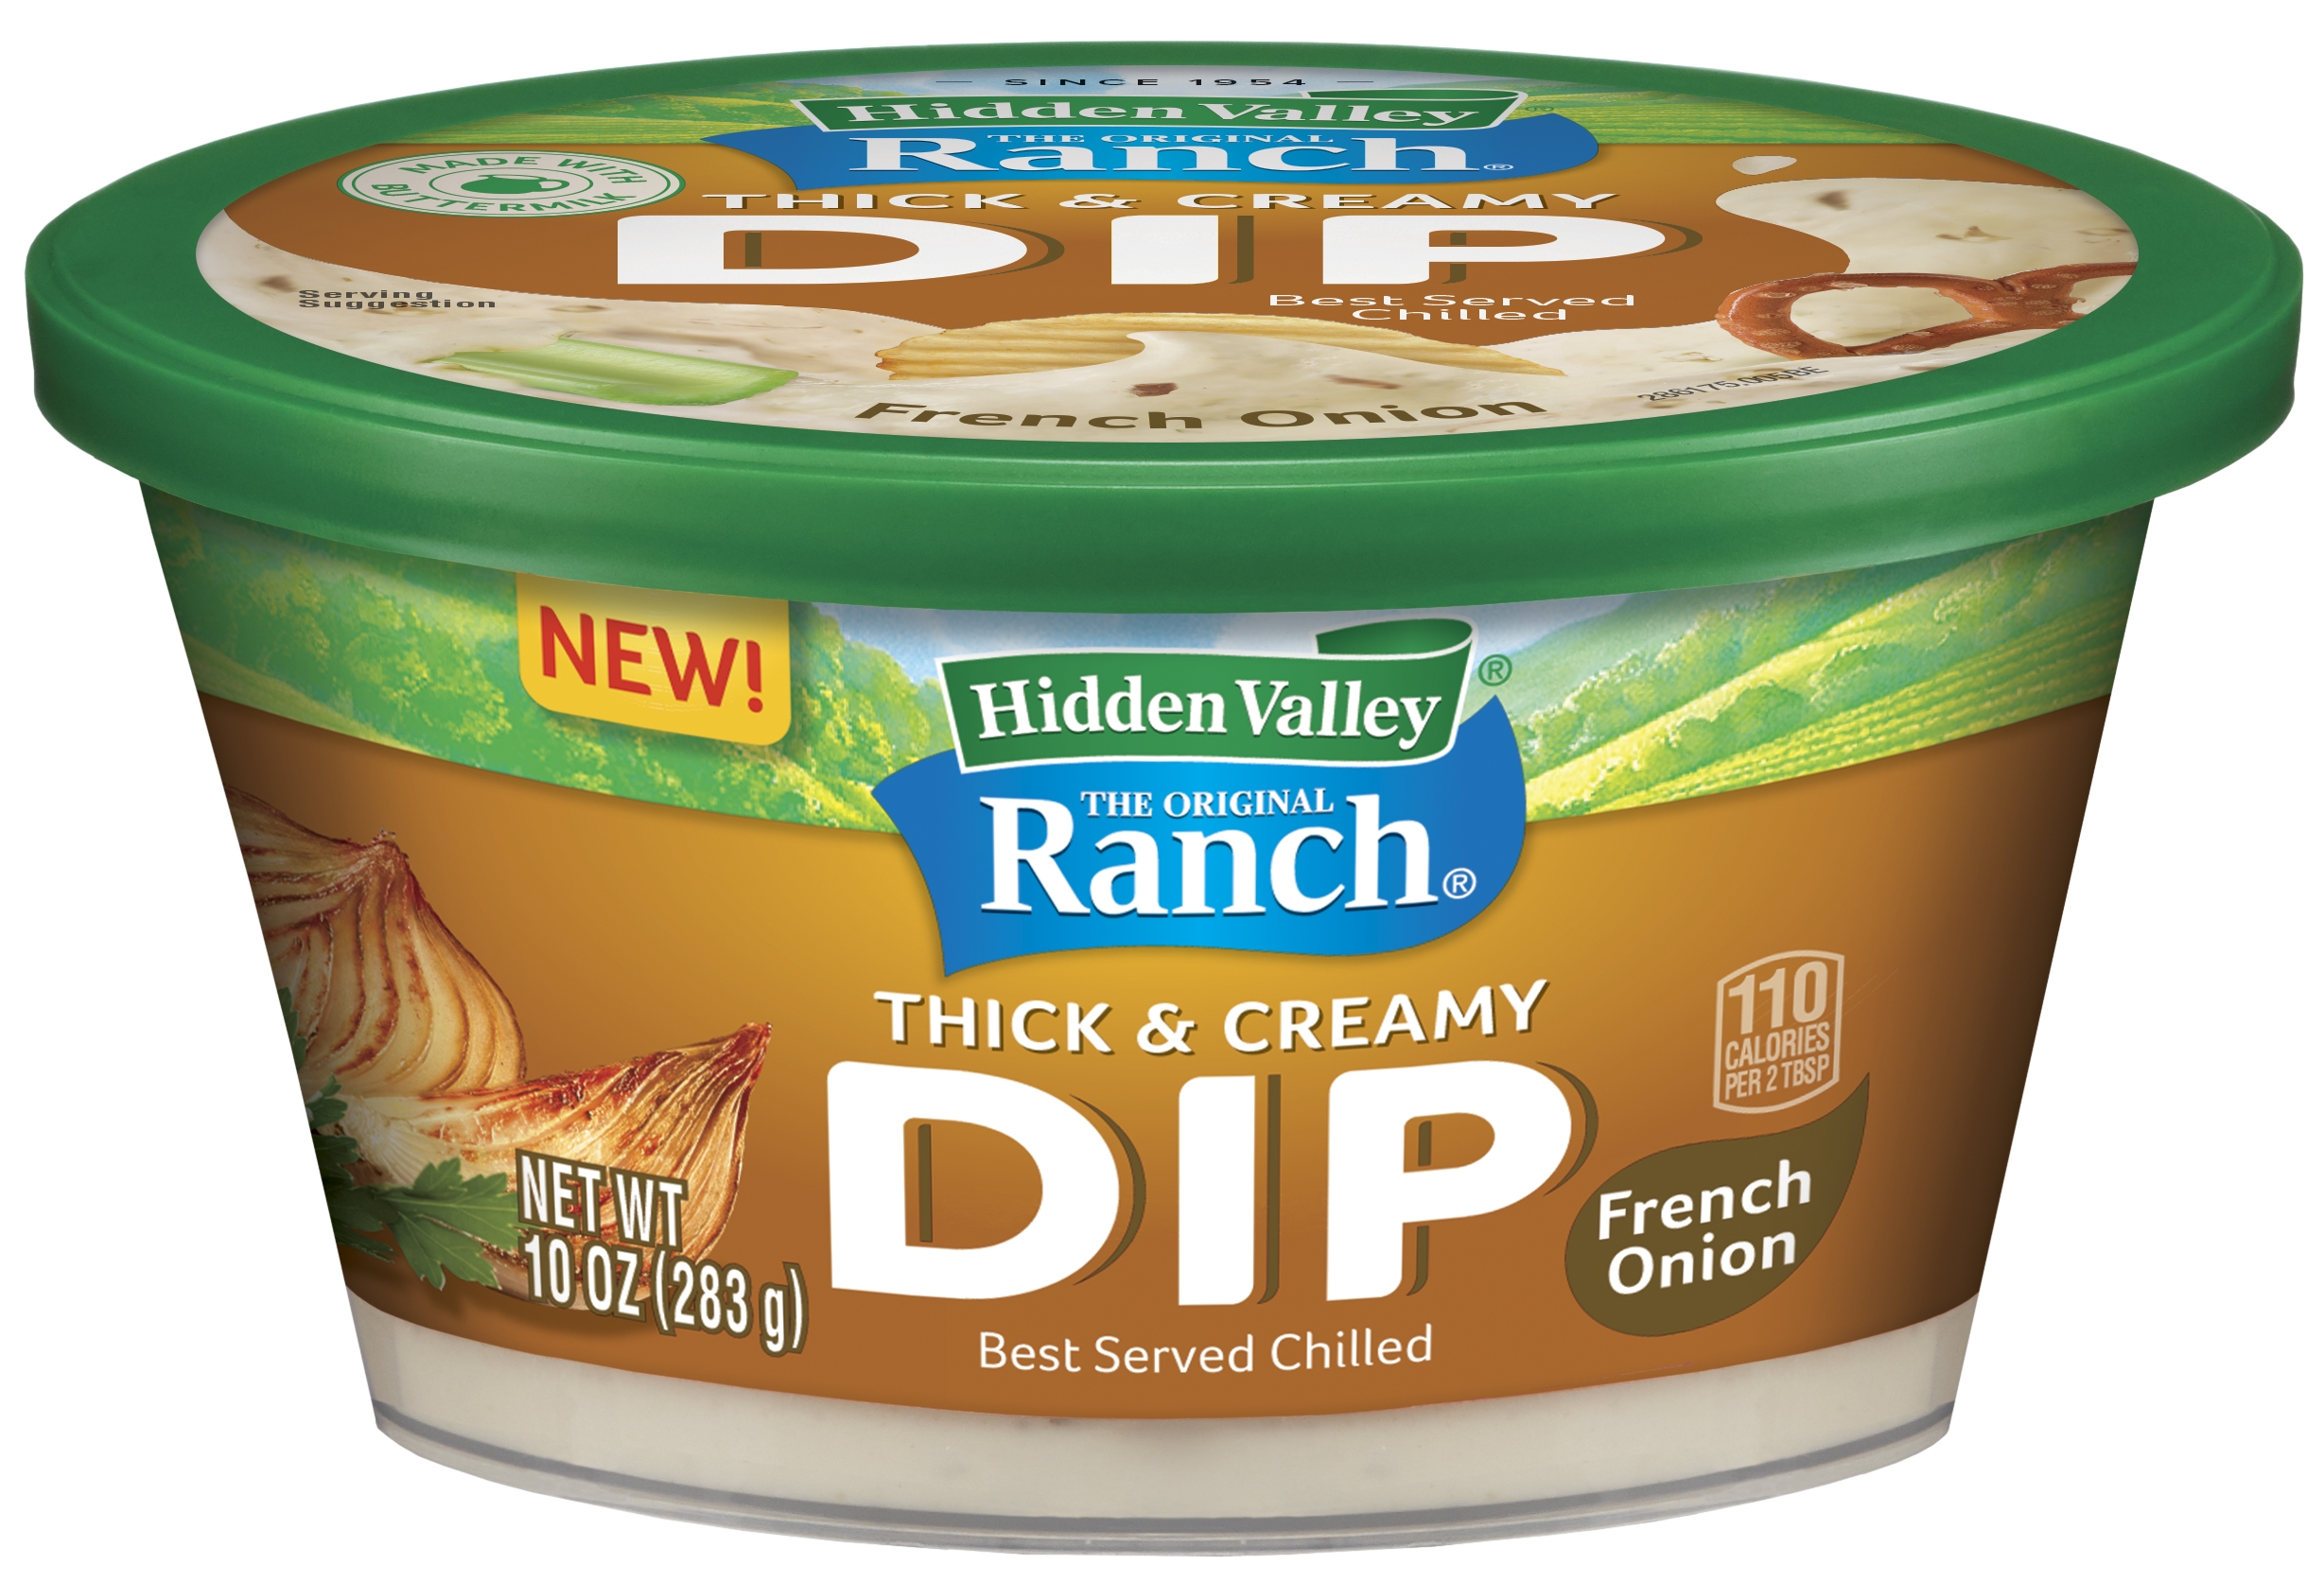 SINCE 1954
Hidden Valley®
THE ORIGINAL
Ranch®
MADE WITH
BUTTERMILK
THICK & CREAMY
DIP
Serving
Suggestion
Best Served
Chilled
French Onion
286175.005BE
NEW!
Hidden Valley®
THE ORIGINAL
Ranch®
THICK & CREAMY
DIP
110
CALORIES
PER 2 TBSP
French
Onion
NET WT
10 OZ (283 g)
Best Served Chilled